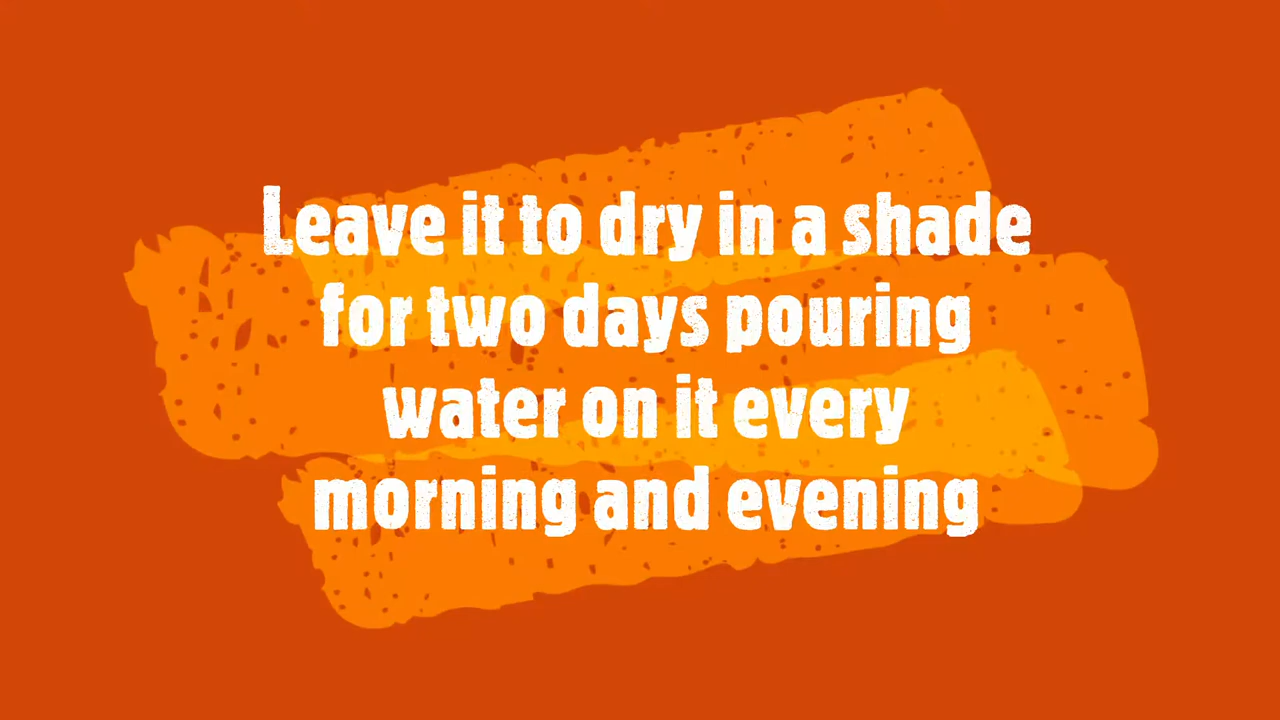 Leave it to dry in a shade
for two days pouring
water on it every
morning and evening